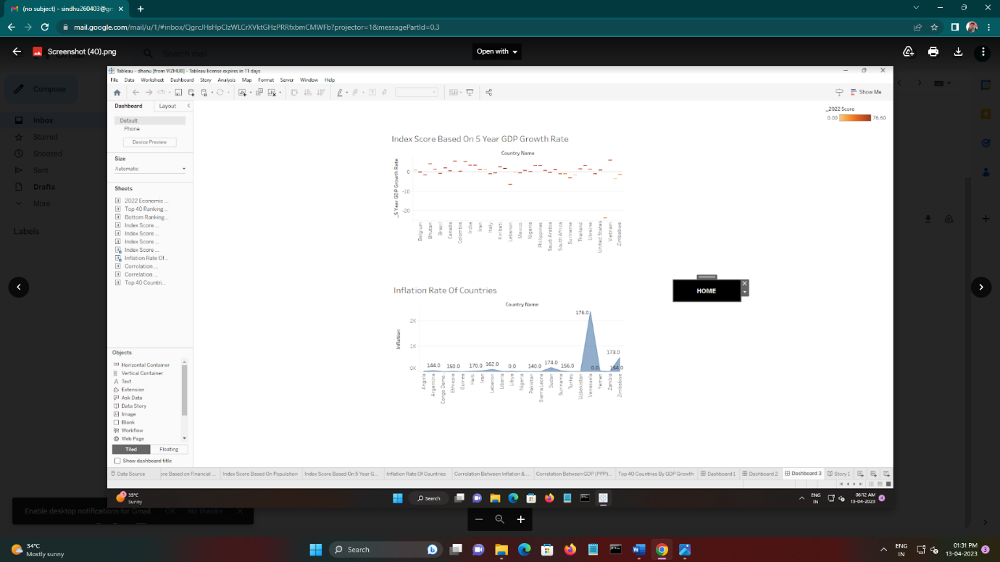 (no subject) - sindhu260403@gm
mail.google.com/mail/u/1/#inbox/QgrcJHsHpClzWLCrXVktGHzPRRfxbmCMWFb?projector=1&messagePartId=0.3
Screenshot (40).png
Search mail
Open with
Compose
Inbox
Starred
Snoozed
Sent
Drafts
More
Labels
Tableau - dhanu [from VIZHUB] - Tableau license expires in 11 days
File Data Worksheet Dashboard Story Analysis Map Format Server Window Help
Show Me
Dashboard Layout
Default
Phone
Device Preview
Size
Automatic
Sheets
2022 Economic ...
Top 40 Ranking...
Bottom Ranking...
Index Score ...
Index Score ...
Index Score ...
Index Score ...
Inflation Rate Of...
Corrolation ...
Correlation ...
Top 40 Countri...
Objects
Horizontal Container
Vertical Container
Text
Extension
Ask Data
Data Story
Image
Blank
Workflow
Web Page
Tiled Floating
Show dashboard title
_2022 Score
0.00 76.60
Index Score Based On 5 Year GDP Growth Rate
Country Name
_5 Year GDP Growth Rate
0
-10
-20
Belgium
Bhutan
Brazil
Canada
Colombia
India
Iran
Italy
Kiribati
Lebanon
Mexico
Nigeria
Philippines
Saudi Arabia
South Africa
Suriname
Thailand
Ukraine
United States
Vietnam
Zimbabwe
HOME
Inflation Rate Of Countries
Country Name
Inflation
2K
1K
0K
144.0 150.0 170.0 162.0 0.0 140.0 174.0 156.0 176.0 0.0 173.0 154.0
Angola
Argentina
Congo Demo.
Ethiopia
Guinea
Haiti
Iran
Lebanon
Liberia
Libya
Nigeria
Pakistan
Sierra Leone
Sudan
Suriname
Turkey
Uzbekistan
Venezuela
Yemen
Zambia
Zimbabwe
Data Source ore Based on Financial ... Index Score Based On Population Index Score Based On 5 Year G... Inflation Rate Of Countries Corrolation Between Inflation & ... Correlation Between GDP (PPP)... Top 40 Countries By GDP Growth Dashboard 1 Dashboard 2 Dashboard 3 Story 1
1
35°C
Sunny
Search
ENG
IN
06:12 AM
13-04-2023
4
Enable desktop notifications for Gmail. OK No thanks
34°C
Mostly sunny
Search
ENG
IN
01:31 PM
13-04-2023
3